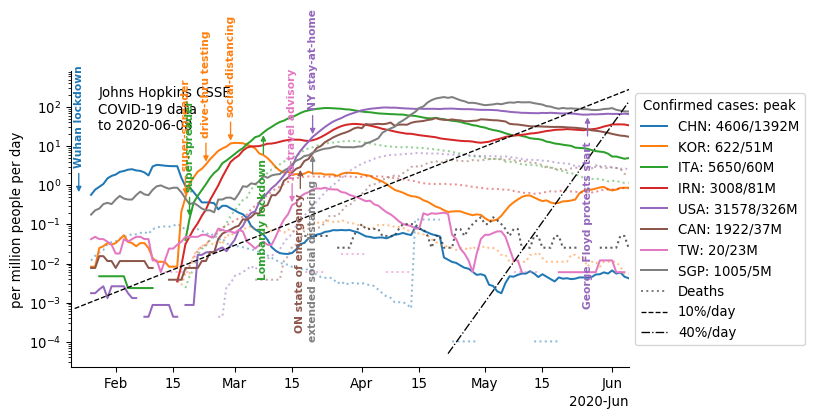 Johns Hopkins CSSE
COVID-19 data
to 2020-06-0
per million people per day
10²
10¹
10⁰
10⁻¹
10⁻²
10⁻³
10⁻⁴
Wuhan lockdown
super-spreader
super-spreader
drive-thru testing
social-distancing
Lombardy lockdown
travel advisory
ON state of emergency
NY stay-at-home
extended social distancing
George Floyd protests start
Feb 15 Mar 15 Apr 15 May 15 Jun
2020-Jun
Confirmed cases: peak
CHN: 4606/1392M
KOR: 622/51M
ITA: 5650/60M
IRN: 3008/81M
USA: 31578/326M
CAN: 1922/37M
TW: 20/23M
SGP: 1005/5M
Deaths
10%/day
40%/day